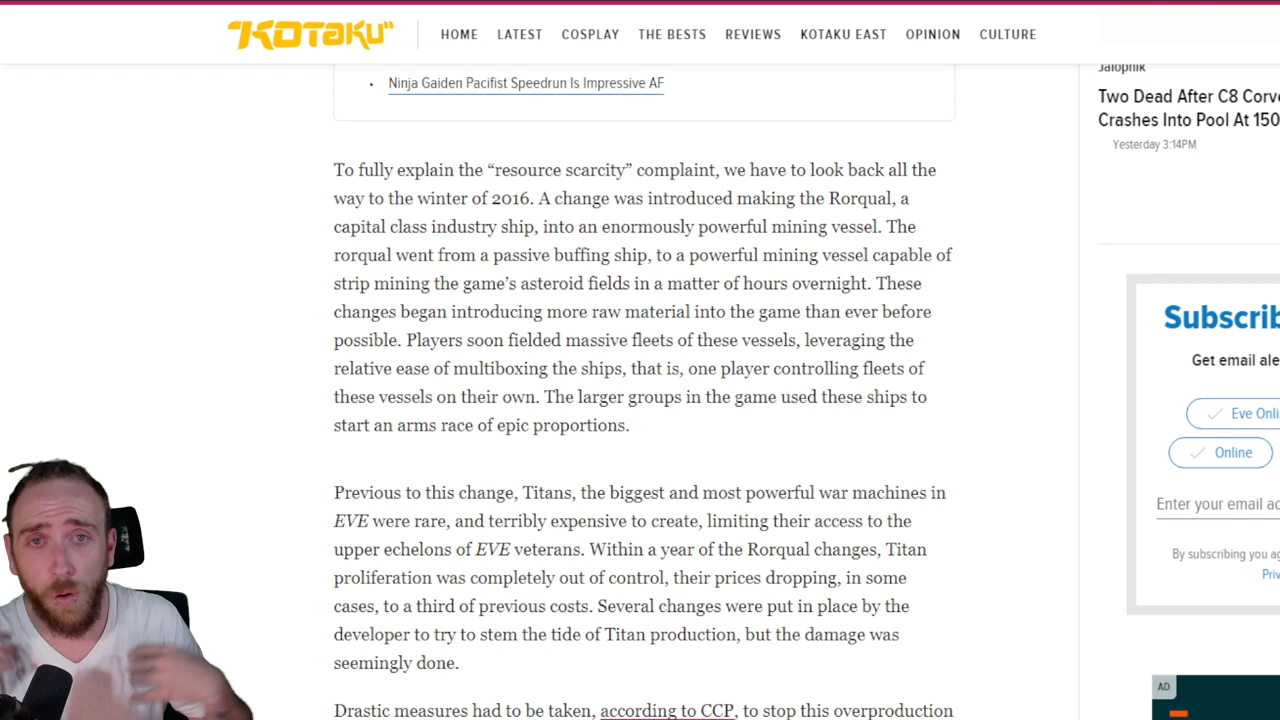 KOTAKU
HOME LATEST COSPLAY THE BESTS REVIEWS KOTAKU EAST OPINION CULTURE
• Ninja Gaiden Pacifist Speedrun Is Impressive AF
To fully explain the “resource scarcity” complaint, we have to look back all the
way to the winter of 2016. A change was introduced making the Rorqual, a
capital class industry ship, into an enormously powerful mining vessel. The
rorqual went from a passive buffing ship, to a powerful mining vessel capable of
strip mining the game’s asteroid fields in a matter of hours overnight. These
changes began introducing more raw material into the game than ever before
possible. Players soon fielded massive fleets of these vessels, leveraging the
relative ease of multiboxing the ships, that is, one player controlling fleets of
these vessels on their own. The larger groups in the game used these ships to
start an arms race of epic proportions.
Previous to this change, Titans, the biggest and most powerful war machines in
EVE were rare, and terribly expensive to create, limiting their access to the
upper echelons of EVE veterans. Within a year of the Rorqual changes, Titan
proliferation was completely out of control, their prices dropping, in some
cases, to a third of previous costs. Several changes were put in place by the
developer to try to stem the tide of Titan production, but the damage was
seemingly done.
Drastic measures had to be taken, according to CCP, to stop this overproduction
Jalopnik
Two Dead After C8 Corve
Crashes Into Pool At 150
Yesterday 3:14PM
Subscrib
Get email ale
Eve Onli
Online
Enter your email ad
By subscribing you ag
Priv
AD